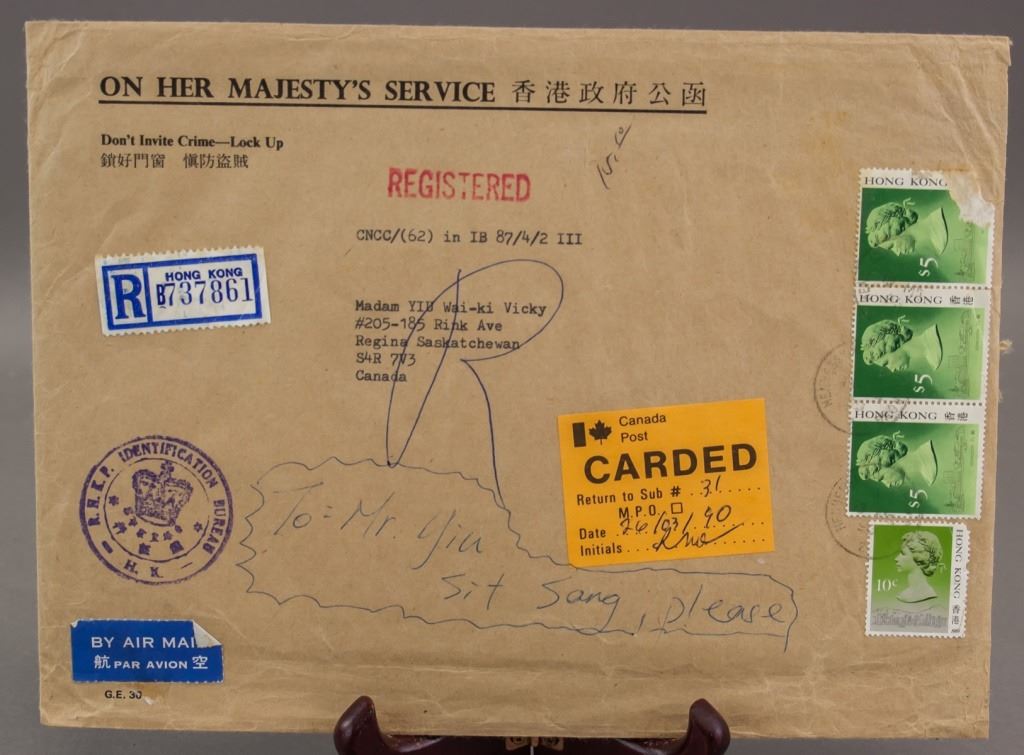 ON HER MAJESTY'S SERVICE 香港政府公函
Don't Invite Crime—Lock Up
鎖好門窗 慎防盜賊
15.10
REGISTERED
CNCC/(62) in IB 87/4/2 III
R HONG KONG
B737861
Madam YIU Wai-ki Vicky
#205-185 Rink Ave
Regina Saskatchewan
S4R 7V3
Canada
R
HONG KONG
$5
HONG KONG 香港
$5
HONG KONG 香港
$5
10c
HONG KONG 香港
Canada
Post
CARDED
Return to Sub # 31
M.P.O.
Date 26/03/90
Initials
R.H.K.P. IDENTIFICATION BUREAU
H. K.
To: Mr. Yiu
Sit Sang, please
BY AIR MAIL
航 PAR AVION 空
G.E. 30